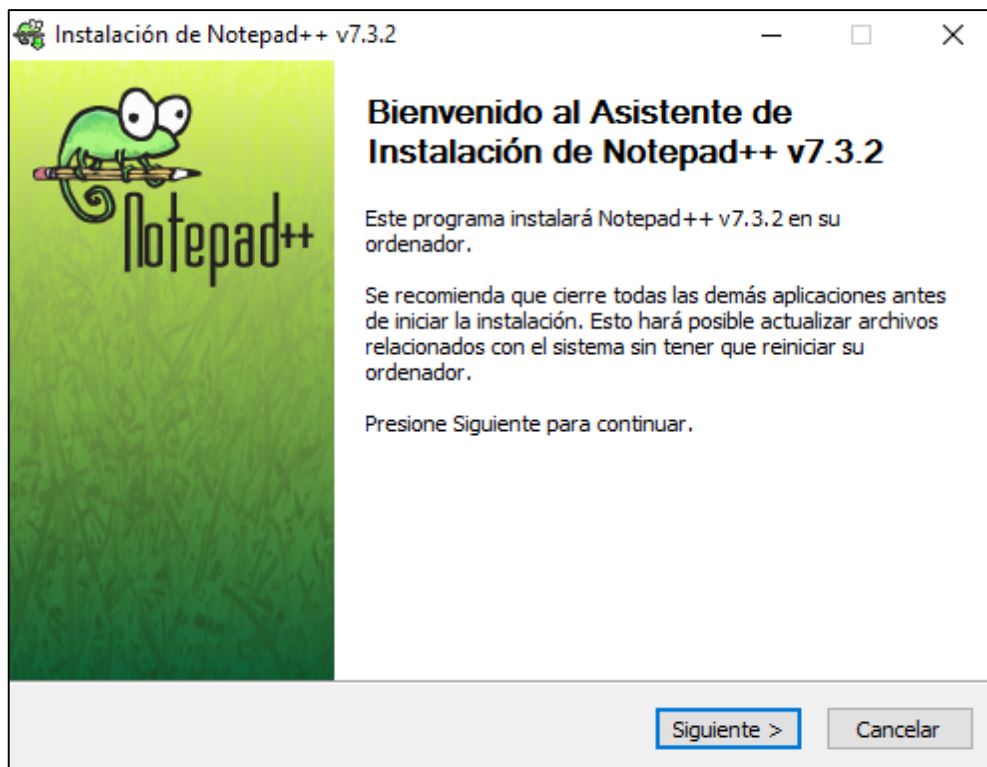 Instalación de Notepad++ v7.3.2
Notepad++
Bienvenido al Asistente de
Instalación de Notepad++ v7.3.2
Este programa instalará Notepad++ v7.3.2 en su
ordenador.
Se recomienda que cierre todas las demás aplicaciones antes
de iniciar la instalación. Esto hará posible actualizar archivos
relacionados con el sistema sin tener que reiniciar su
ordenador.
Presione Siguiente para continuar.
Siguiente >
Cancelar